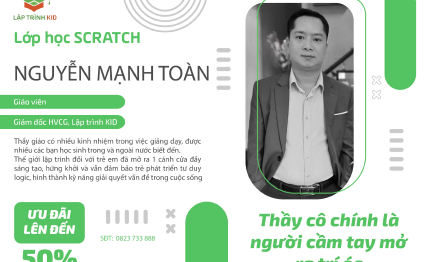 LẬP TRÌNH KID
Lớp học SCRATCH
NGUYỄN MẠNH TOÀN
Giáo viên
Giám đốc HVCG, Lập trình KID
Thầy giáo có nhiều kinh nhiệm trong việc giảng dạy, được
nhiều các bạn học sinh trong và ngoài nước biết đến.
Thế giới lập trình đối với trẻ em đã mở ra 1 cánh cửa đầy
sáng tạo, hứng khởi và vẫn đảm bảo trẻ phát triển tư duy
logic, hình thành kỹ năng giải quyết vấn đề trong cuộc sống
ƯU ĐÃI
LÊN ĐẾN
50%
SĐT: 0823 733 888
Thầy cô chính là
người cầm tay mở
ra trí óc